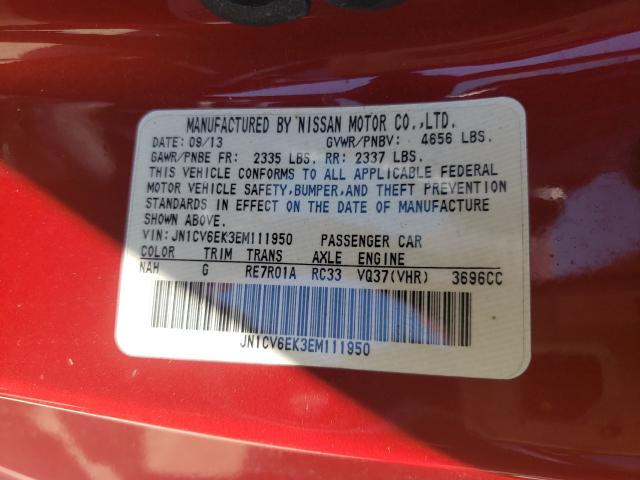 MANUFACTURED BY NISSAN MOTOR CO.,LTD.
DATE: 09/13 GVWR/PNBV: 4656 LBS.
GAWR/PNBE FR: 2335 LBS. RR: 2337 LBS.
THIS VEHICLE CONFORMS TO ALL APPLICABLE FEDERAL
MOTOR VEHICLE SAFETY,BUMPER,AND THEFT PREVENTION
STANDARDS IN EFFECT ON THE DATE OF MANUFACTURE
SHOWN ABOVE.
VIN:JN1CV6EK3EM111950 PASSENGER CAR
COLOR TRIM TRANS AXLE ENGINE
NAH G RE7R01A RC33 VQ37(VHR) 3696CC
JN1CV6EK3EM111950